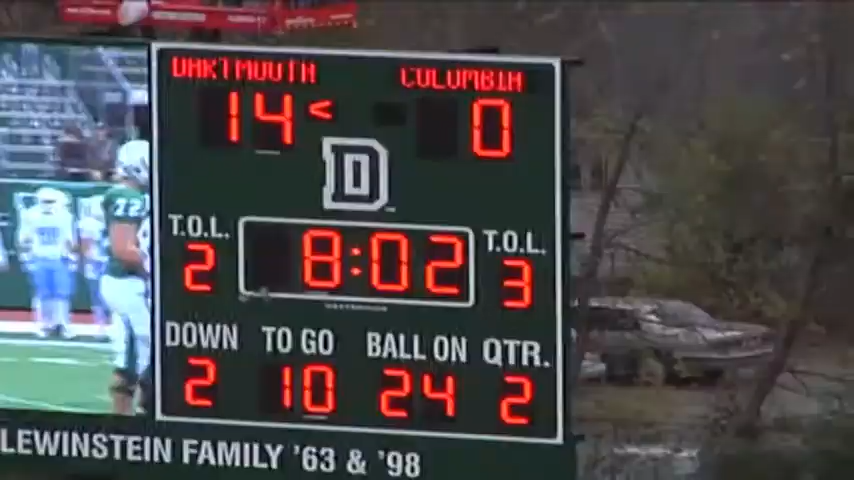 DARTMOUTH COLUMBIA
14 < 0
D
T.O.L. 8:02 T.O.L.
2 3
DOWN TO GO BALL ON QTR.
2 10 24 2
72
LEWINSTEIN FAMILY '63 & '98